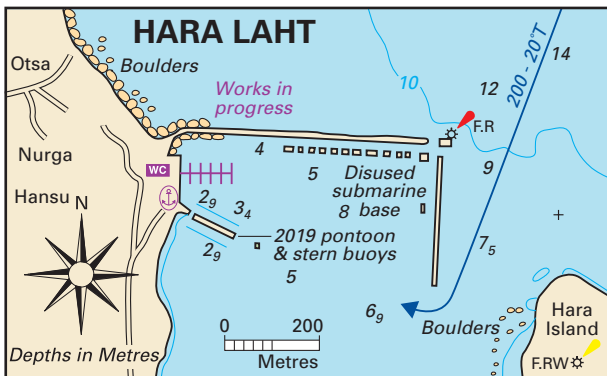 HARA LAHT
Otsa
Boulders
Works in
progress
10
12
14
200 - 20°T
F.R
Nurga
WC
4
5
9
Disused
submarine
8 base
Hansu
N
2₉
3₄
2₉
2019 pontoon
& stern buoys
7₅
5
6₉
Boulders
Hara
Island
0 200
Metres
Depths in Metres
F.RW